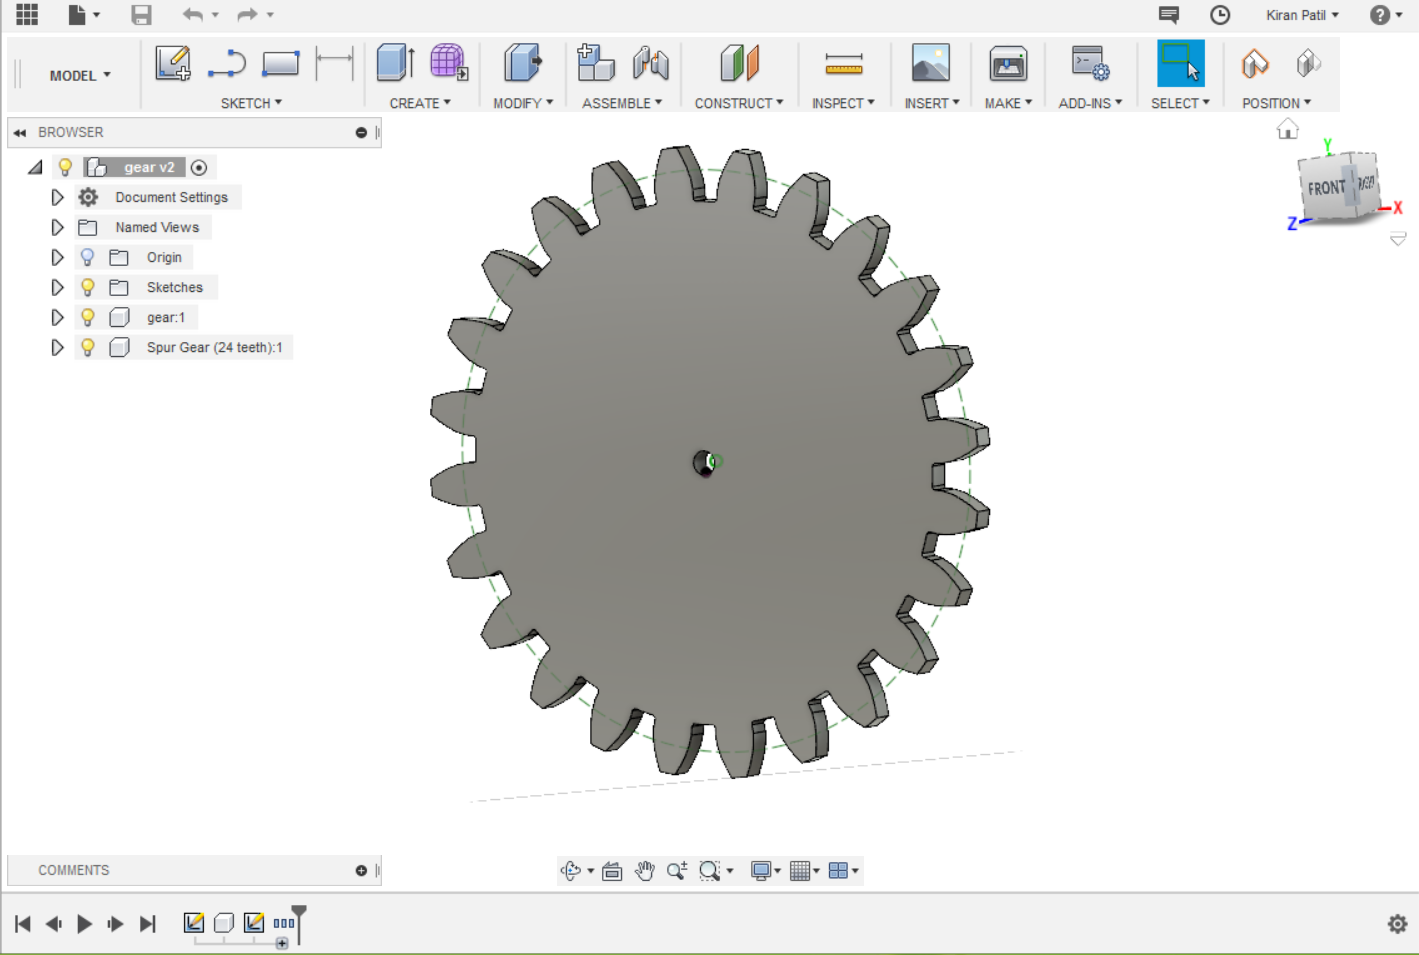 Kiran Patil
?
MODEL
SKETCH
CREATE
MODIFY
ASSEMBLE
CONSTRUCT
INSPECT
INSERT
MAKE
ADD-INS
SELECT
POSITION
BROWSER
gear v2
Document Settings
Named Views
Origin
Sketches
gear:1
Spur Gear (24 teeth):1
Y
FRONT
RIGHT
X
Z
COMMENTS